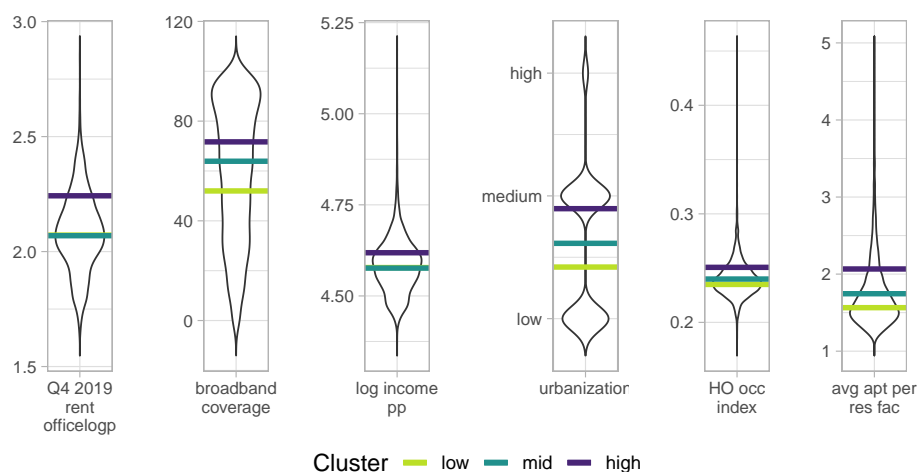 3.0
2.5
2.0
1.5
Q4 2019
rent
officelogp
120
80
40
0
broadband
coverage
5.25
5.00
4.75
4.50
log income
pp
high
medium
low
urbanization
0.4
0.3
0.2
HO occ
index
5
4
3
2
1
avg apt per
res fac
Cluster low mid high